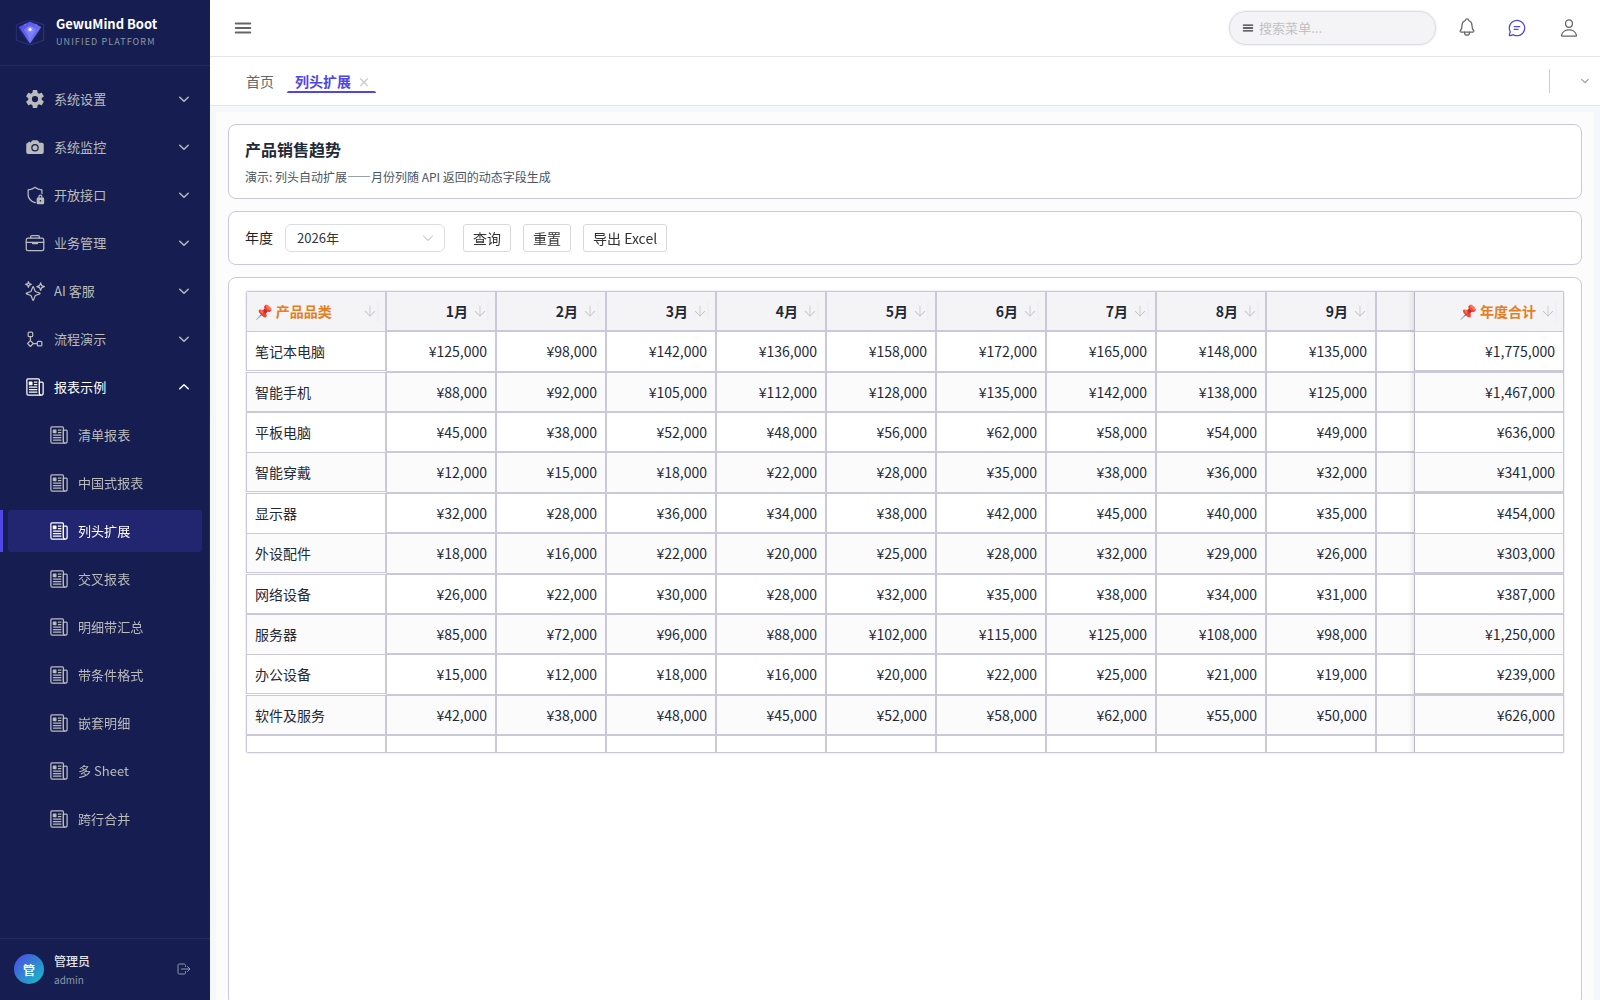 GewuMind Boot
UNIFIED PLATFORM
系统设置
系统监控
开放接口
业务管理
AI 客服
流程演示
报表示例
清单报表
中国式报表
列头扩展
交叉报表
明细带汇总
带条件格式
嵌套明细
多 Sheet
跨行合并
管
管理员
admin
搜索菜单...
首页 列头扩展
产品销售趋势
演示: 列头自动扩展——月份列随 API 返回的动态字段生成
年度 2026年 查询 重置 导出 Excel
📌 产品品类 1月 2月 3月 4月 5月 6月 7月 8月 9月 📌 年度合计
笔记本电脑 ¥125,000 ¥98,000 ¥142,000 ¥136,000 ¥158,000 ¥172,000 ¥165,000 ¥148,000 ¥135,000 ¥1,775,000
智能手机 ¥88,000 ¥92,000 ¥105,000 ¥112,000 ¥128,000 ¥135,000 ¥142,000 ¥138,000 ¥125,000 ¥1,467,000
平板电脑 ¥45,000 ¥38,000 ¥52,000 ¥48,000 ¥56,000 ¥62,000 ¥58,000 ¥54,000 ¥49,000 ¥636,000
智能穿戴 ¥12,000 ¥15,000 ¥18,000 ¥22,000 ¥28,000 ¥35,000 ¥38,000 ¥36,000 ¥32,000 ¥341,000
显示器 ¥32,000 ¥28,000 ¥36,000 ¥34,000 ¥38,000 ¥42,000 ¥45,000 ¥40,000 ¥35,000 ¥454,000
外设配件 ¥18,000 ¥16,000 ¥22,000 ¥20,000 ¥25,000 ¥28,000 ¥32,000 ¥29,000 ¥26,000 ¥303,000
网络设备 ¥26,000 ¥22,000 ¥30,000 ¥28,000 ¥32,000 ¥35,000 ¥38,000 ¥34,000 ¥31,000 ¥387,000
服务器 ¥85,000 ¥72,000 ¥96,000 ¥88,000 ¥102,000 ¥115,000 ¥125,000 ¥108,000 ¥98,000 ¥1,250,000
办公设备 ¥15,000 ¥12,000 ¥18,000 ¥16,000 ¥20,000 ¥22,000 ¥25,000 ¥21,000 ¥19,000 ¥239,000
软件及服务 ¥42,000 ¥38,000 ¥48,000 ¥45,000 ¥52,000 ¥58,000 ¥62,000 ¥55,000 ¥50,000 ¥626,000